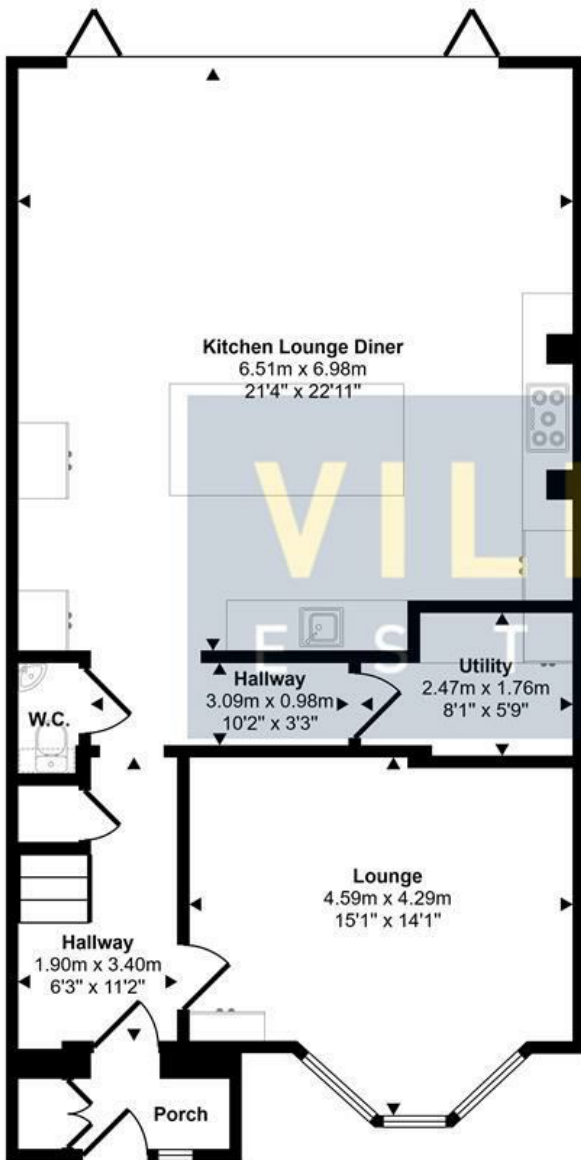 Kitchen Lounge Diner
6.51m x 6.98m
21'4" x 22'11"
VIL
E S T
Hallway
3.09m x 0.98m
10'2" x 3'3"
Utility
2.47m x 1.76m
8'1" x 5'9"
W.C.
Lounge
4.59m x 4.29m
15'1" x 14'1"
Hallway
1.90m x 3.40m
6'3" x 11'2"
Porch